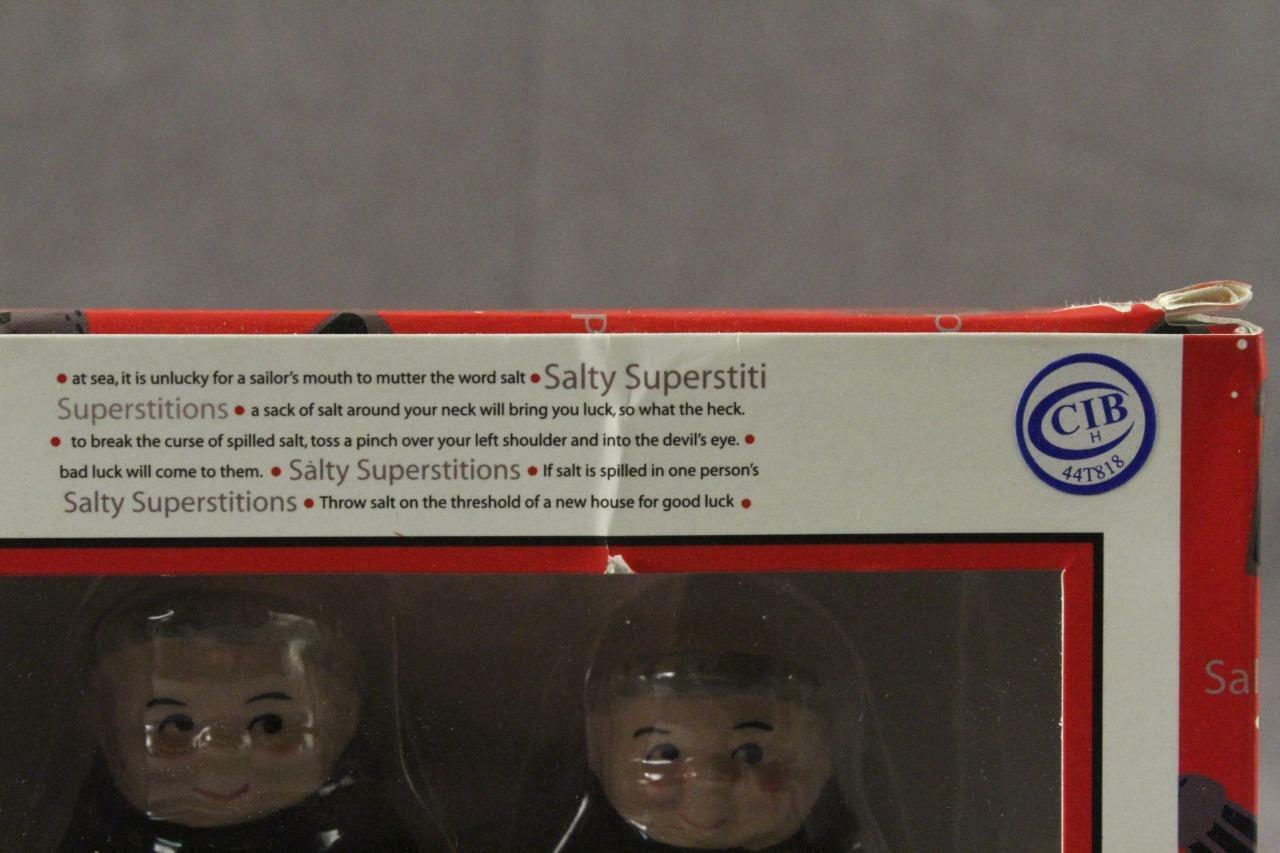 P
P
• at sea, it is unlucky for a sailor's mouth to mutter the word salt • Salty Superstiti
Superstitions • a sack of salt around your neck will bring you luck, so what the heck.
• to break the curse of spilled salt, toss a pinch over your left shoulder and into the devil's eye. •
bad luck will come to them. • Salty Superstitions • If salt is spilled in one person's
Salty Superstitions • Throw salt on the threshold of a new house for good luck •
CIB
H
44T818
Sal